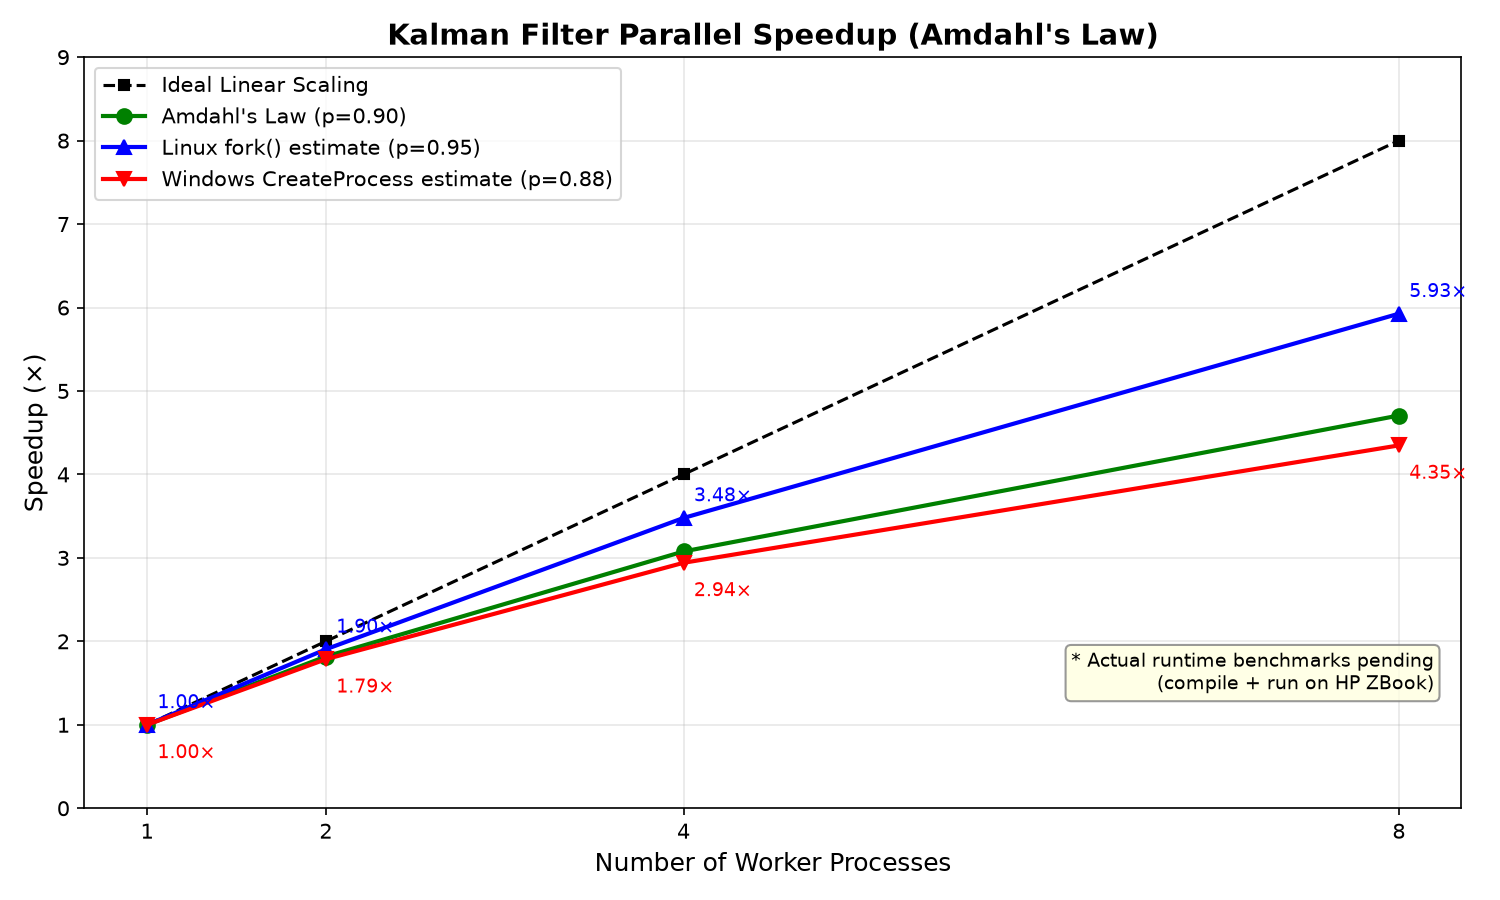 Kalman Filter Parallel Speedup (Amdahl's Law)
Ideal Linear Scaling
Amdahl's Law (p=0.90)
Linux fork() estimate (p=0.95)
Windows CreateProcess estimate (p=0.88)
Speedup (×)
9
8
7
6
5
4
3
2
1
0
5.93×
4.35×
3.48×
2.94×
1.90×
1.79×
1.00×
1.00×
* Actual runtime benchmarks pending
(compile + run on HP ZBook)
1
2
4
8
Number of Worker Processes